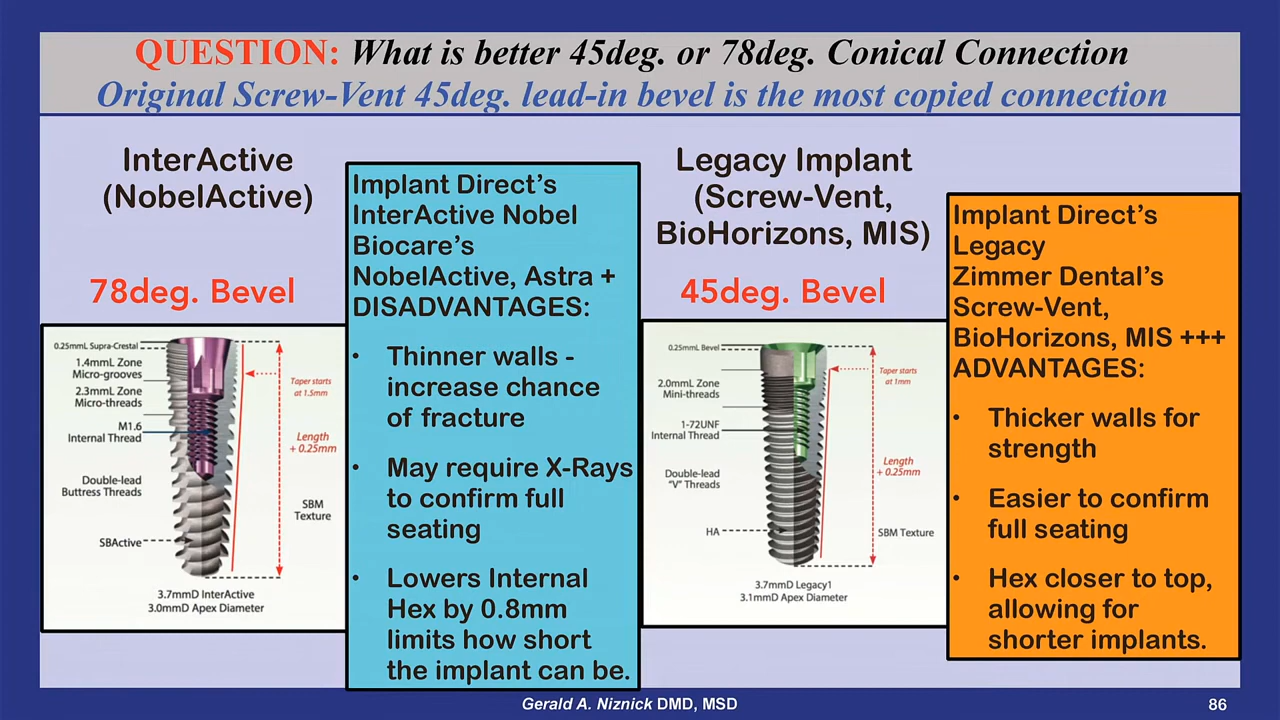 QUESTION: What is better 45deg. or 78deg. Conical Connection
Original Screw-Vent 45deg. lead-in bevel is the most copied connection
InterActive
(NobelActive)
78deg. Bevel
0.25mmL Supra-Crestal
1.4mmL Zone
Micro-grooves
2.3mmL Zone
Micro-threads
M1.6
Internal Thread
Double-lead
Buttress Threads
SBActive
Taper starts
at 1.5mm
Length
+ 0.25mm
SBM
Texture
3.7mmD InterActive
3.0mmD Apex Diameter
Implant Direct's
InterActive Nobel
Biocare's
NobelActive, Astra +
DISADVANTAGES:
• Thinner walls -
increase chance
of fracture
• May require X-Rays
to confirm full
seating
• Lowers Internal
Hex by 0.8mm
limits how short
the implant can be.
Legacy Implant
(Screw-Vent,
BioHorizons, MIS)
45deg. Bevel
0.25mmL Bevel
2.0mmL Zone
Mini-threads
1-72UNF
Internal Thread
Double-lead
"V" Threads
HA
Taper starts
at 1mm
Length
+ 0.25mm
SBM Texture
3.7mmD Legacy1
3.1mmD Apex Diameter
Implant Direct's
Legacy
Zimmer Dental's
Screw-Vent,
BioHorizons, MIS +++
ADVANTAGES:
• Thicker walls for
strength
• Easier to confirm
full seating
• Hex closer to top,
allowing for
shorter implants.
Gerald A. Niznick DMD, MSD
86